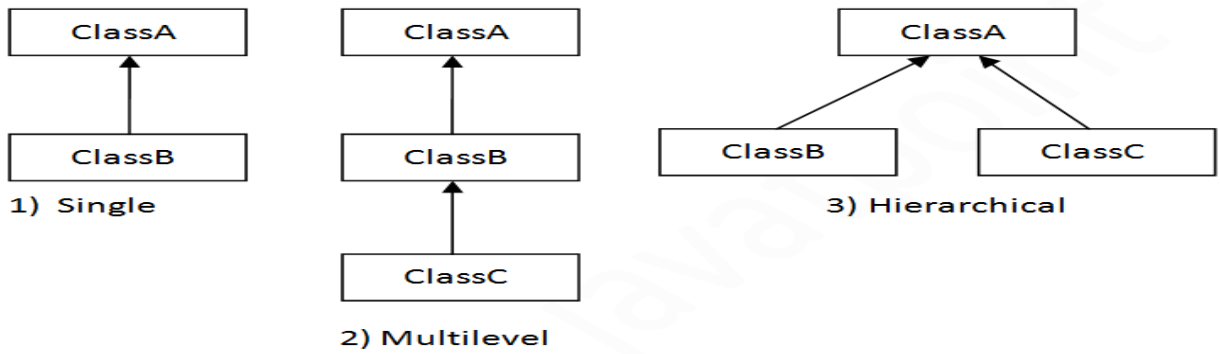 ClassA
ClassB
1) Single
ClassA
ClassB
ClassC
2) Multilevel
ClassA
ClassB
ClassC
3) Hierarchical